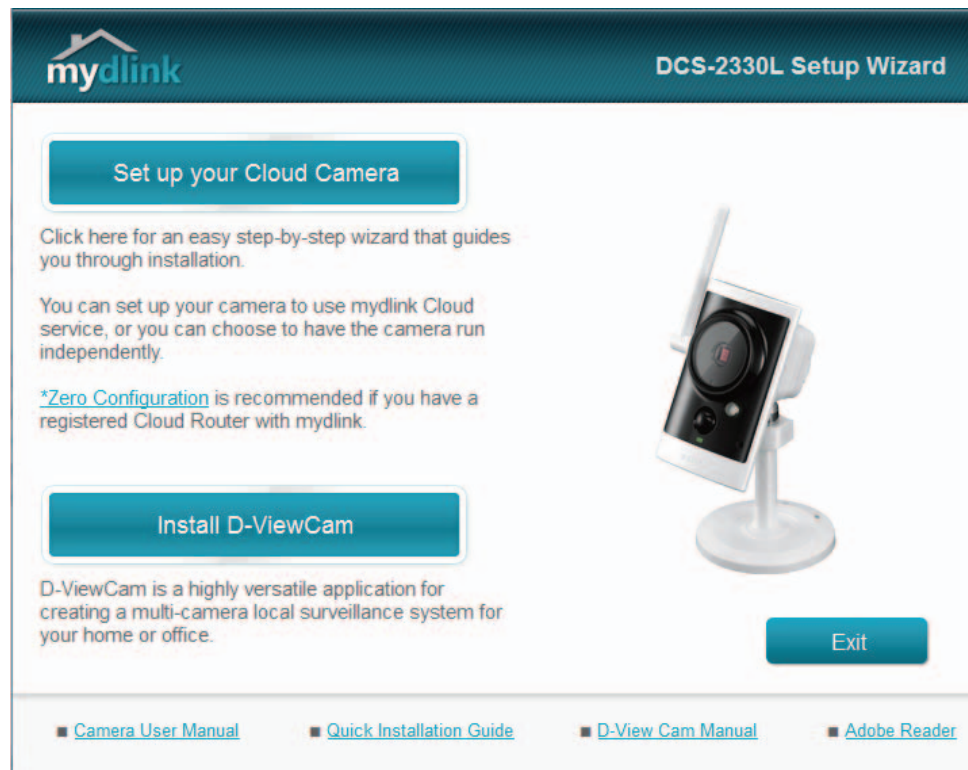 mydlink
DCS-2330L Setup Wizard
Set up your Cloud Camera
Click here for an easy step-by-step wizard that guides
you through installation.
You can set up your camera to use mydlink Cloud
service, or you can choose to have the camera run
independently.
*Zero Configuration is recommended if you have a
registered Cloud Router with mydlink.
Install D-ViewCam
D-ViewCam is a highly versatile application for
creating a multi-camera local surveillance system for
your home or office.
Exit
Camera User Manual
Quick Installation Guide
D-View Cam Manual
Adobe Reader